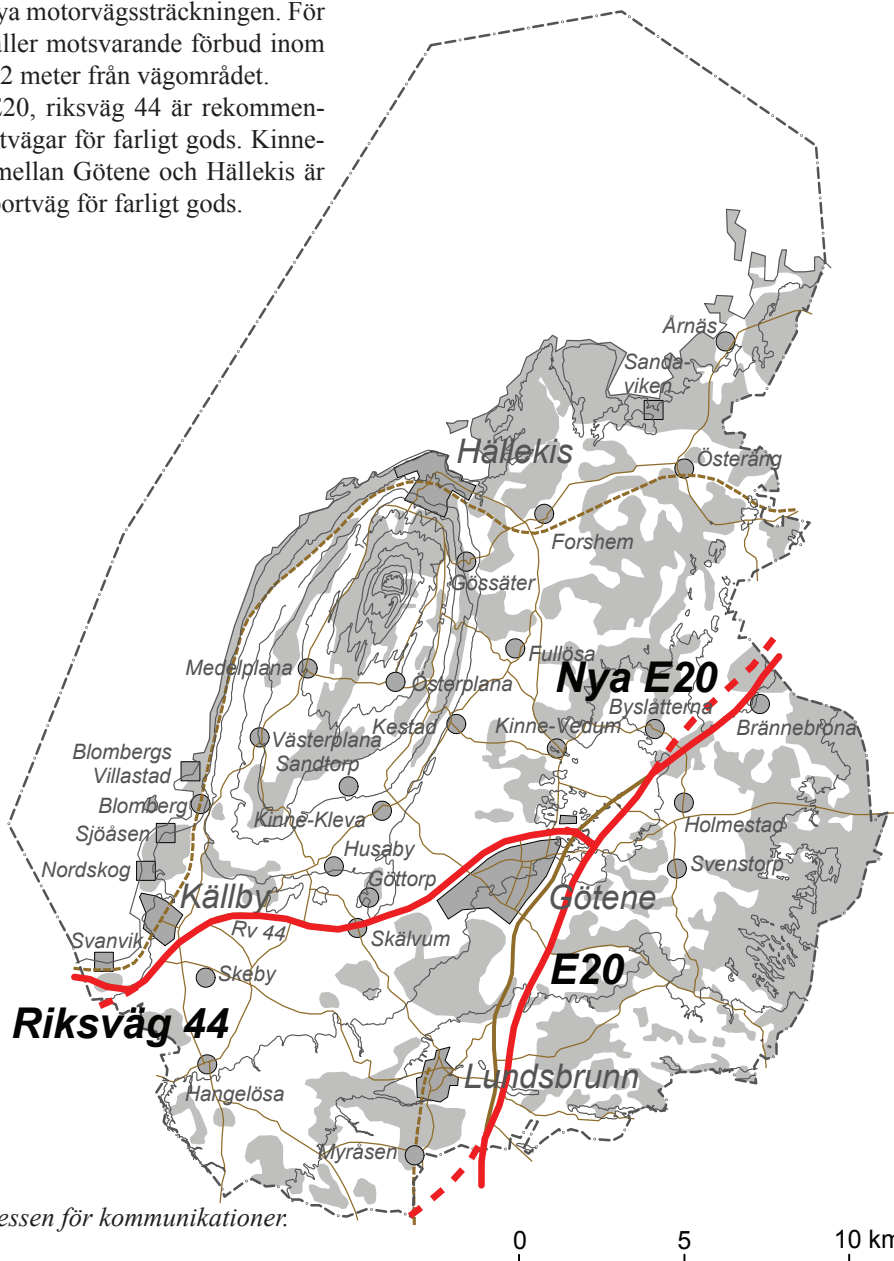 ya motorvägssträckningen. För
äller motsvarande förbud inom
2 meter från vägområdet.
E20, riksväg 44 är rekommen-
tvägar för farligt gods. Kinne-
mellan Götene och Hällekis är
portväg för farligt gods.
Årnäs
Sanda-
viken
Hällekis
Österäng
Forshem
Gössäter
Fullösa
Medelplana
Österplana
Nya E20
Byslätterna
Kestad
Kinne-Vedum
Brännebrona
Västerplana
Blombergs
Villastad
Sandtorp
Blomberg
Kinne-Kleva
Holmestad
Sjöåsen
Husaby
Svenstorp
Nordskog
Göttorp
Källby
Götene
Rv 44
Skälvum
Svanvik
Skeby
E20
Riksväg 44
Lundsbrunn
Hangelösa
Myråsen
essen för kommunikationer.
0 5 10 km